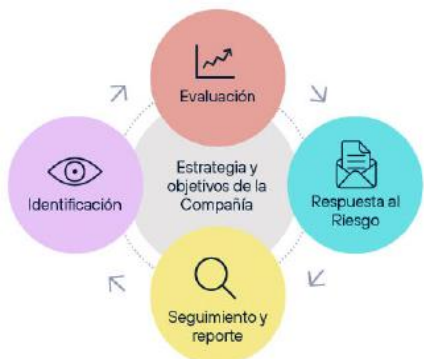 Evaluación
Identificación
Estrategia y
objetivos de la
Compañía
Respuesta al
Riesgo
Seguimiento y
reporte